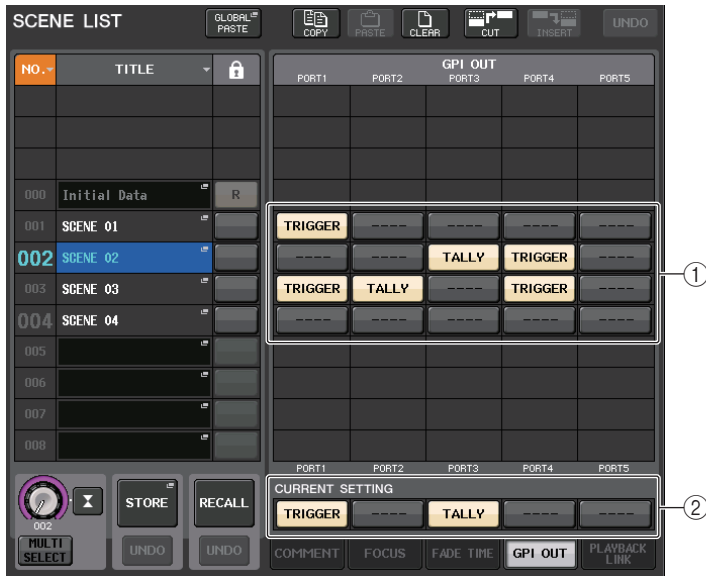 SCENE LIST GLOBAL PASTE COPY PASTE CLEAR CUT INSERT UNDO
NO. TITLE GPI OUT
PORT1 PORT2 PORT3 PORT4 PORT5
000 Initial Data R
001 SCENE 01 TRIGGER ---- ---- ---- ----
002 SCENE 02 ---- ---- TALLY TRIGGER ----
003 SCENE 03 TRIGGER TALLY ---- TRIGGER ----
004 SCENE 04 ---- ---- ---- ---- ----
①
005
006
007
008
PORT1 PORT2 PORT3 PORT4 PORT5
CURRENT SETTING
TRIGGER ---- TALLY ---- ----
②
002 STORE RECALL
MULTI SELECT UNDO UNDO
COMMENT FOCUS FADE TIME GPI OUT PLAYBACK LINK